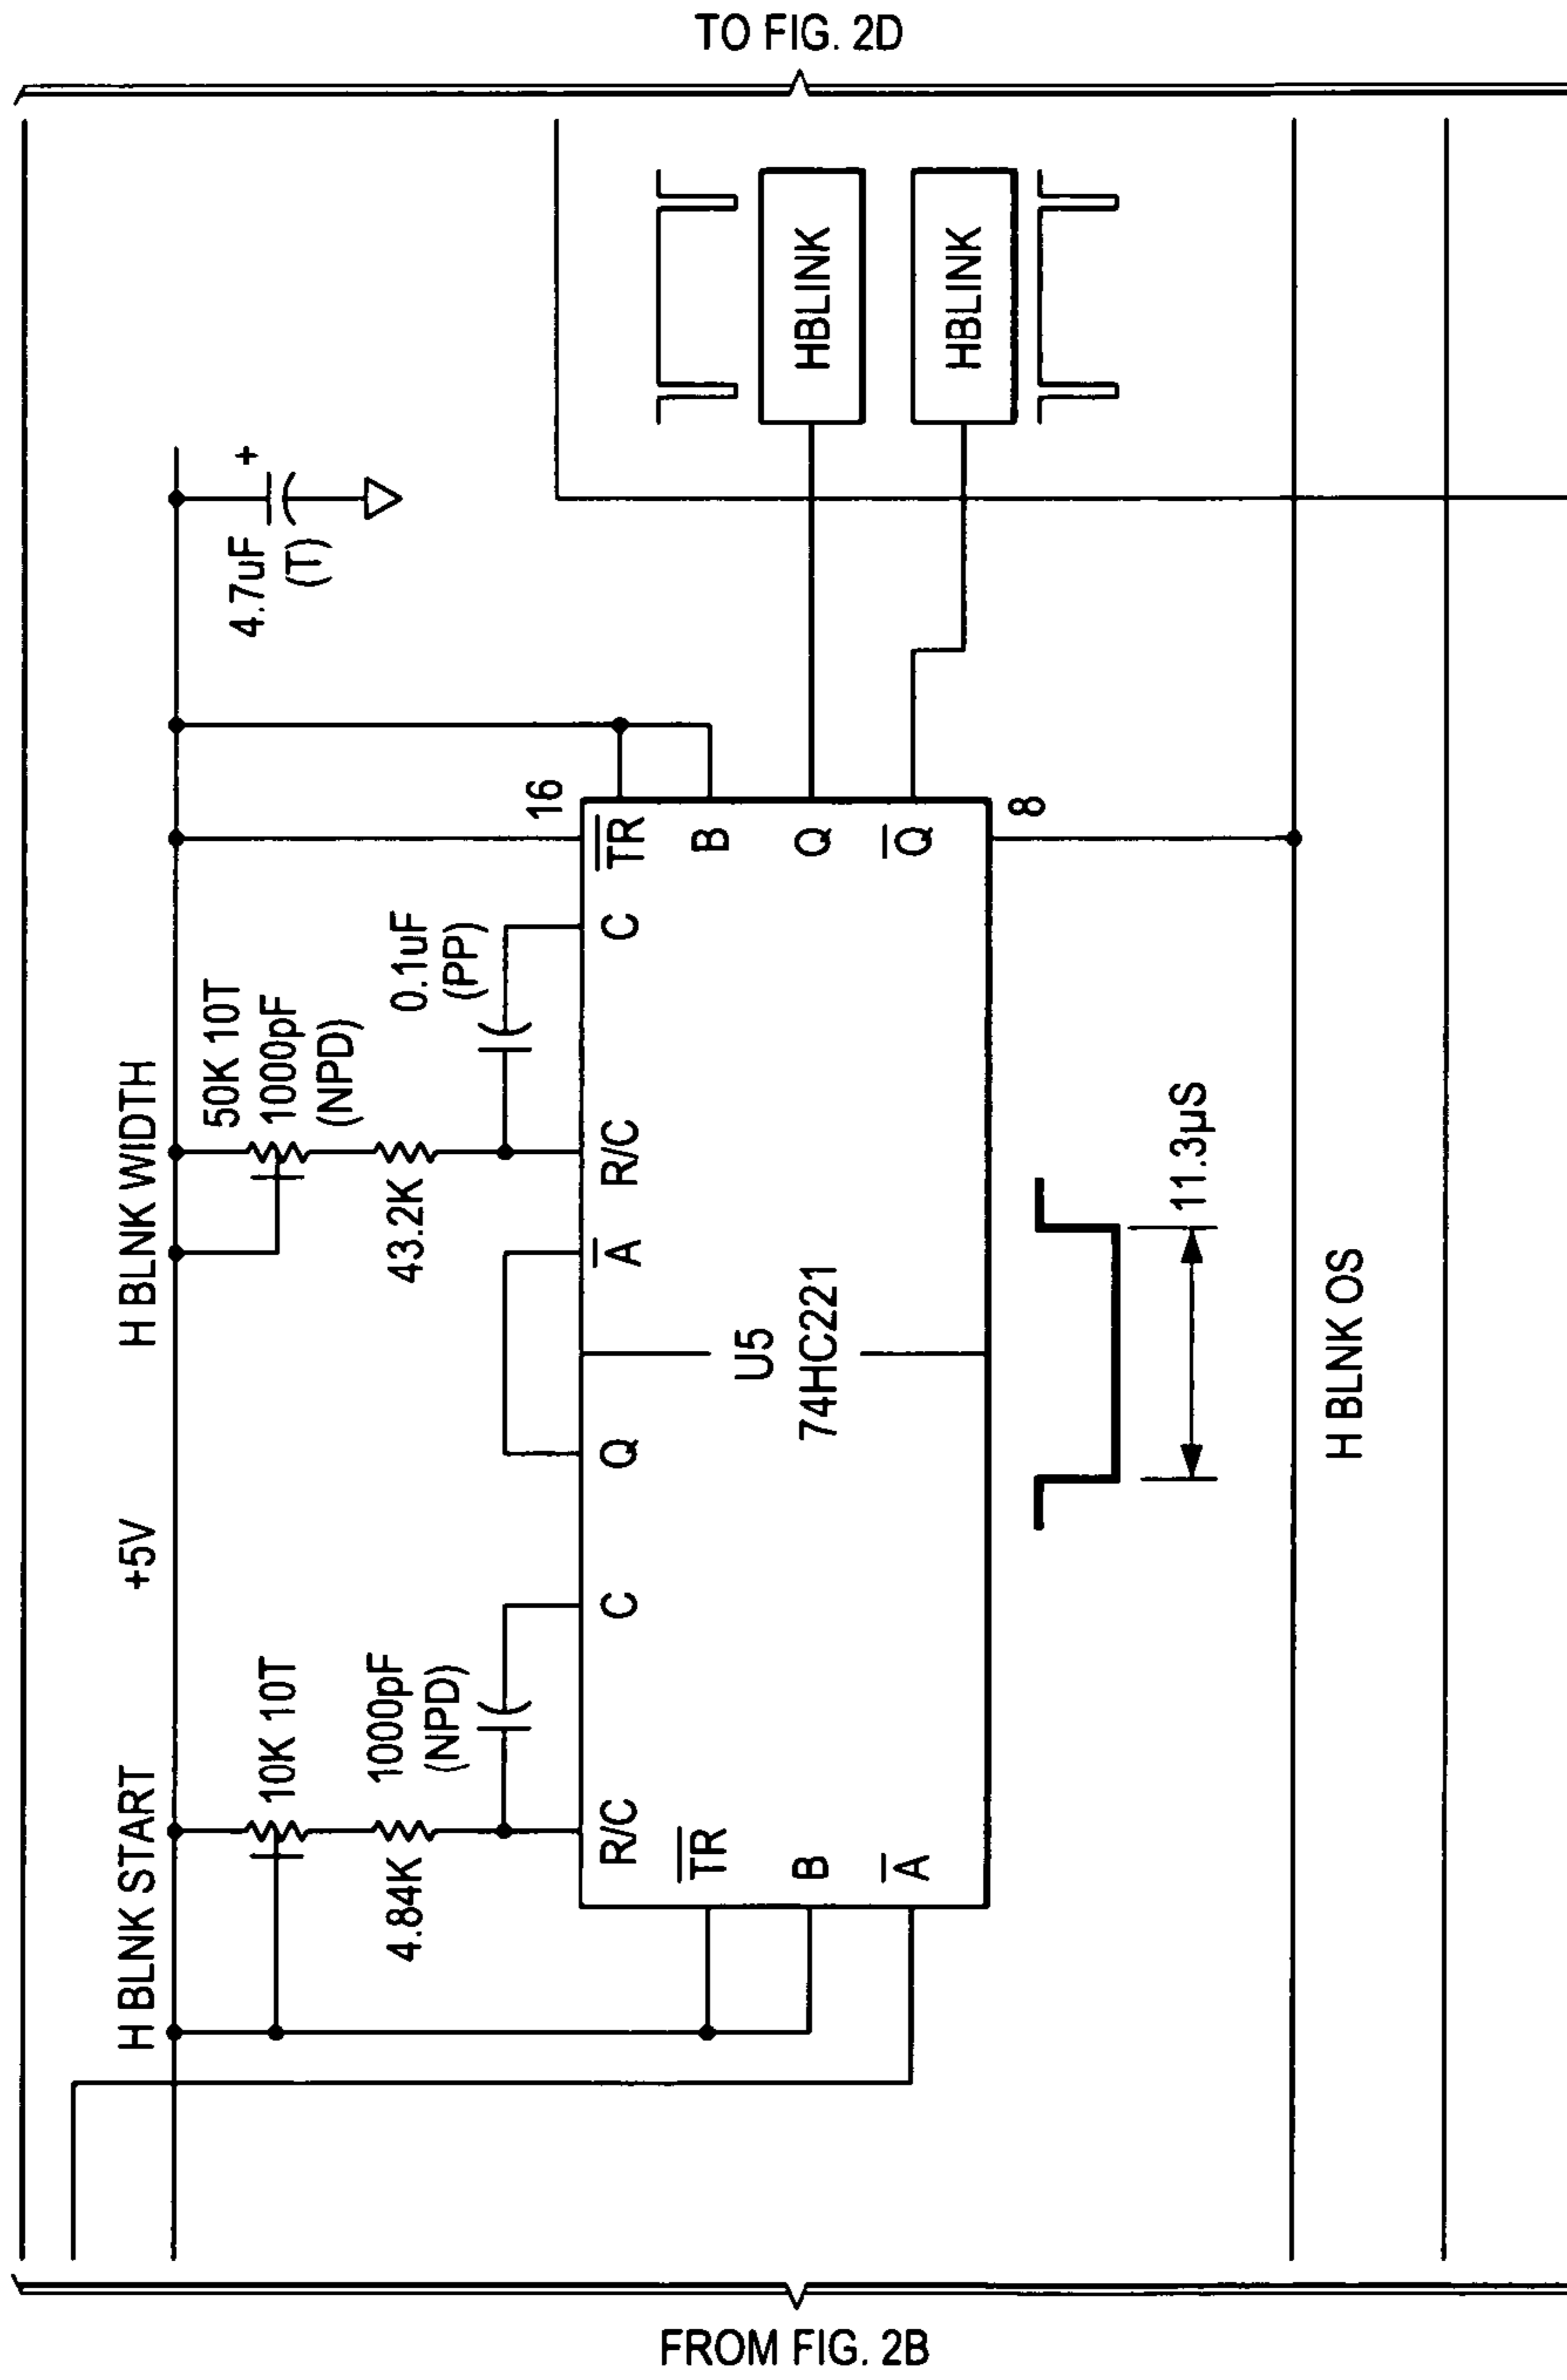 TO FIG. 2D
H BLNK START
+5V
H BLNK WIDTH
10K 10T
4.84K
1000pF
(NPD)
50K 10T
1000pF
(NPD)
43.2K
0.1uF
(PP)
4.7uF
(T)
+
16
R/C
C
Q
A
R/C
C
TR
TR
B
A
U5
74HC221
B
Q
Q
8
HBLINK
HBLINK
11.3µS
H BLNK OS
FROM FIG. 2B